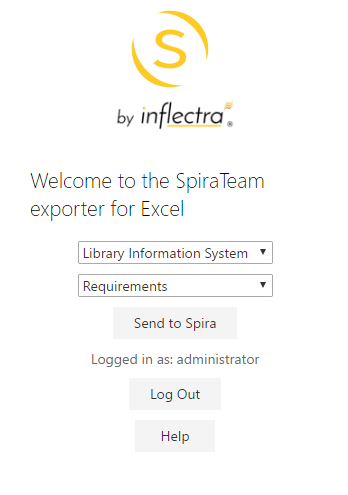 S
by inflectra®
Welcome to the SpiraTeam
exporter for Excel
Library Information System
Requirements
Send to Spira
Logged in as: administrator
Log Out
Help